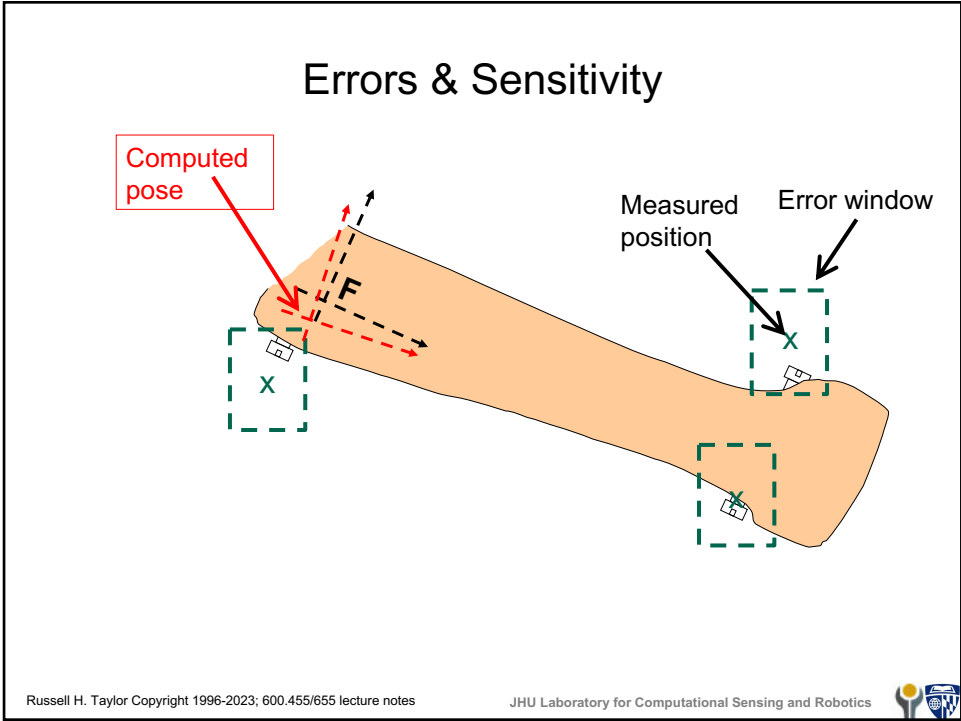 Errors & Sensitivity
Computed
pose
Measured
position
Error window
F
x
x
x
Russell H. Taylor Copyright 1996-2023; 600.455/655 lecture notes
JHU Laboratory for Computational Sensing and Robotics